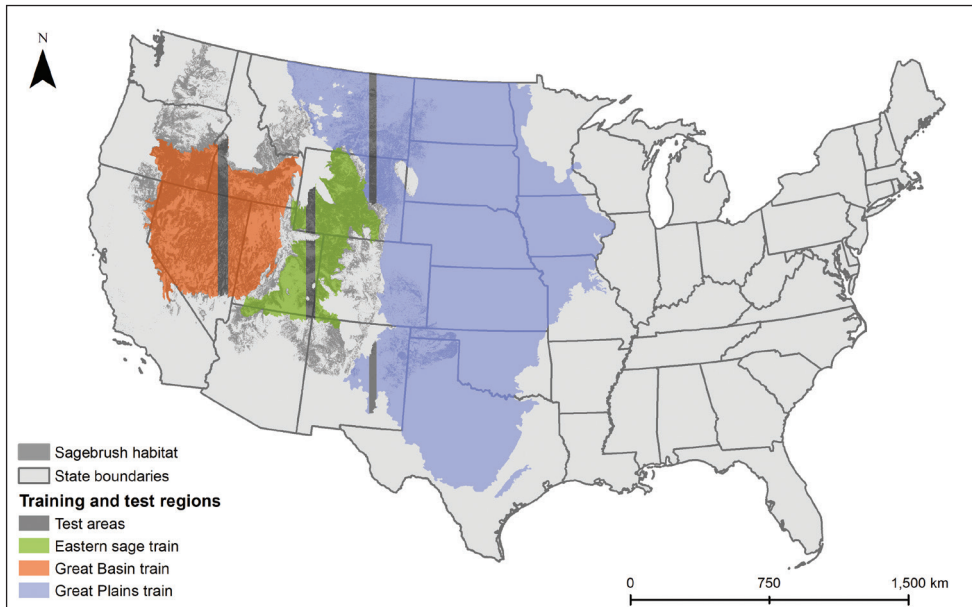 N
Sagebrush habitat
State boundaries
Training and test regions
Test areas
Eastern sage train
Great Basin train
Great Plains train
0 750 1,500 km